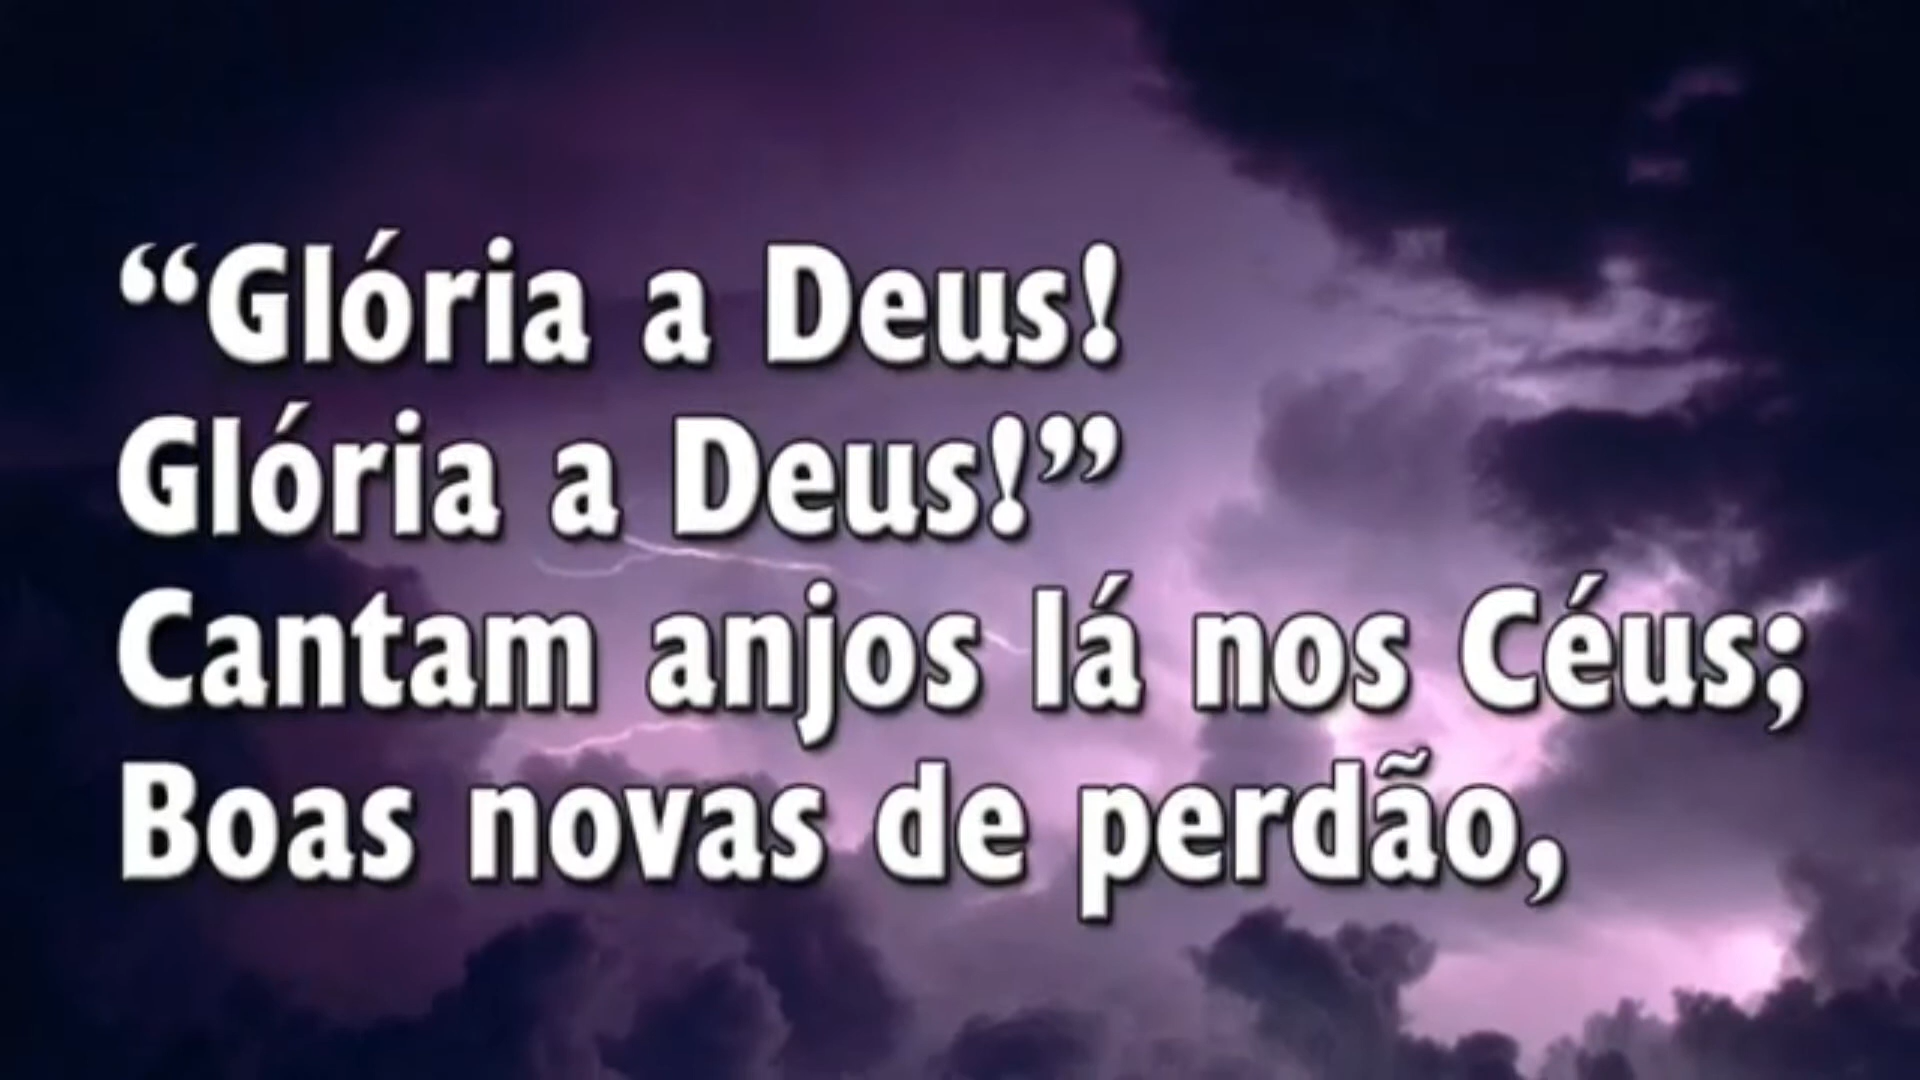 “Glória a Deus!
Glória a Deus!”
Cantam anjos lá nos Céus;
Boas novas de perdão,